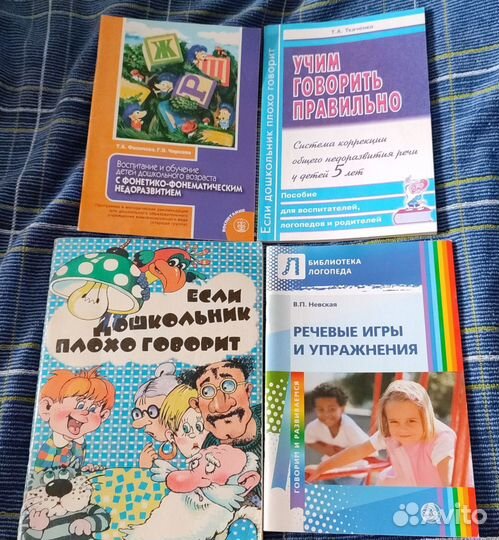 Ж
Р
Ш
Т.Б. Филичева, Г.В. Чиркина
Воспитание и обучение
детей дошкольного возраста
С ФОНЕТИКО-ФОНЕМАТИЧЕСКИМ
НЕДОРАЗВИТИЕМ
Если дошкольник плохо говорит
Т.А. Ткаченко
УЧИМ
ГОВОРИТЬ
ПРАВИЛЬНО
Система коррекции
общего недоразвития речи
у детей 5 лет
Пособие
для воспитателей,
логопедов и родителей
ЕСЛИ
ДОШКОЛЬНИК
ПЛОХО ГОВОРИТ
Л
БИБЛИОТЕКА
ЛОГОПЕДА
В.П. Невская
РЕЧЕВЫЕ ИГРЫ
И УПРАЖНЕНИЯ
ГОВОРИМ И РАЗВИВАЕМСЯ
Avito